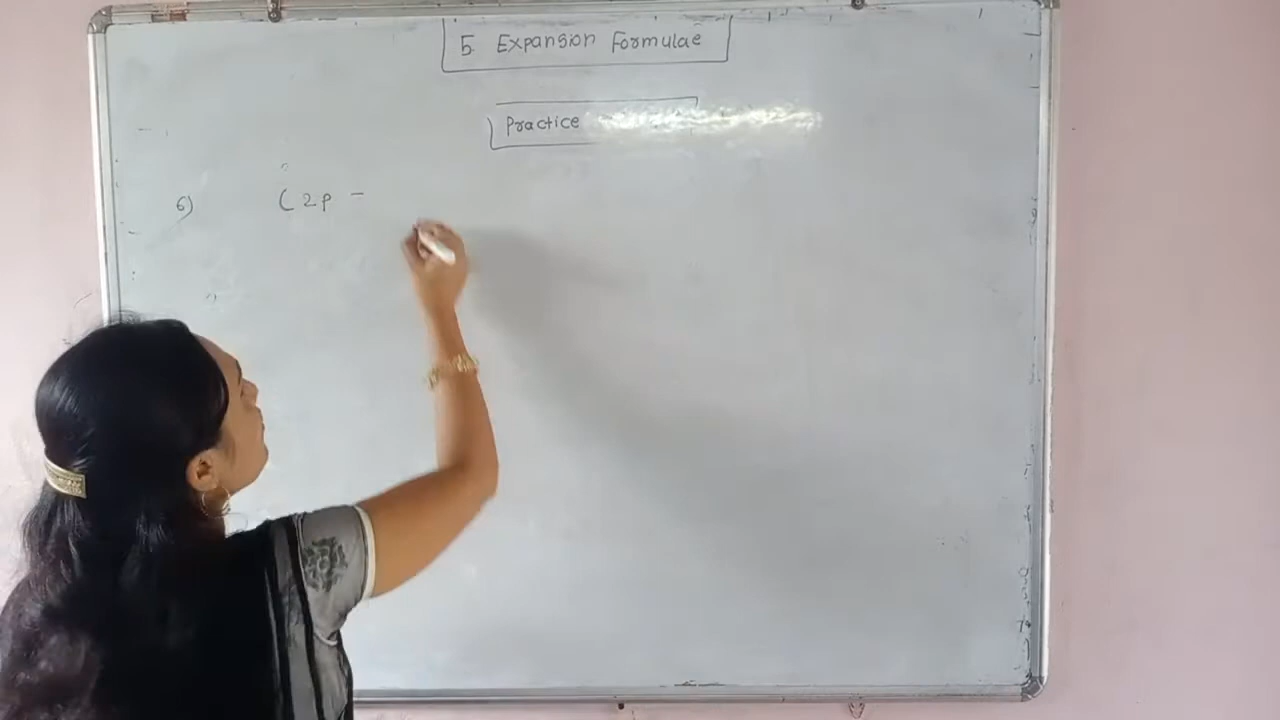 5. Expansion Formulae
Practice
6) (2p -